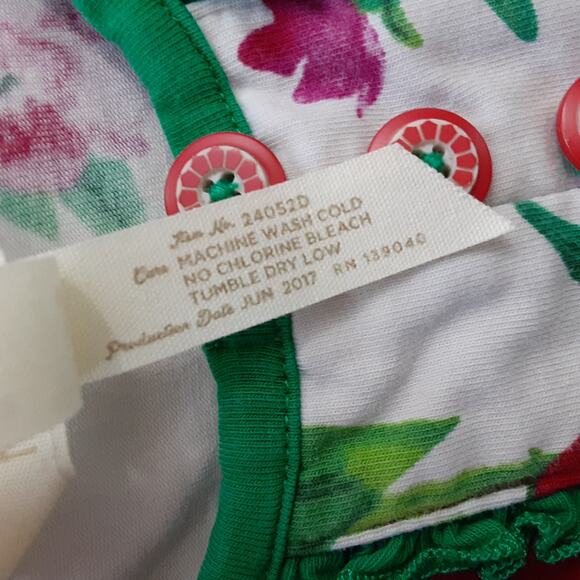 Item No. 24052D
Care MACHINE WASH COLD
NO CHLORINE BLEACH
TUMBLE DRY LOW
Production Date JUN 2017 RN 139040